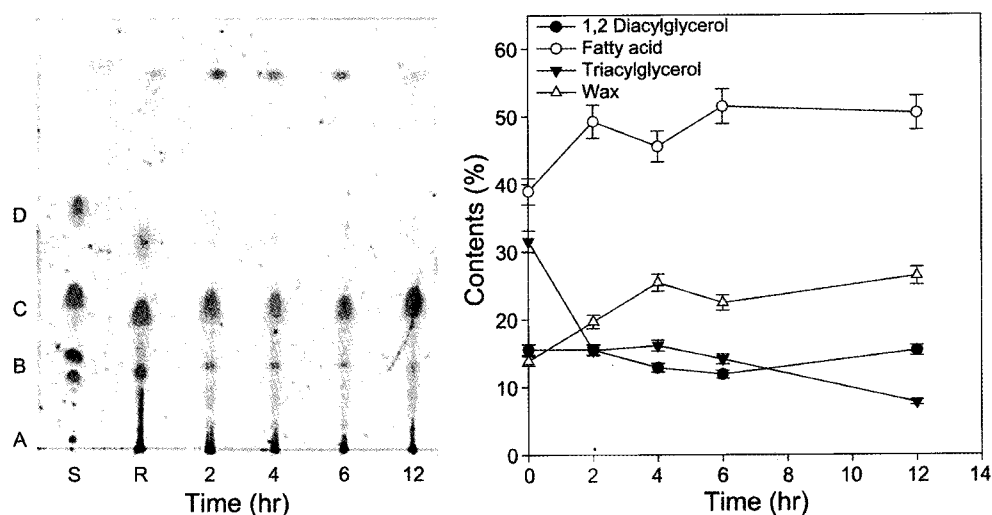 D
C
B
A
S R 2 4 6 12
Time (hr)
1,2 Diacylglycerol
Fatty acid
Triacylglycerol
Wax
Contents (%)
60
50
40
30
20
10
0
0 2 4 6 8 10 12 14
Time (hr)